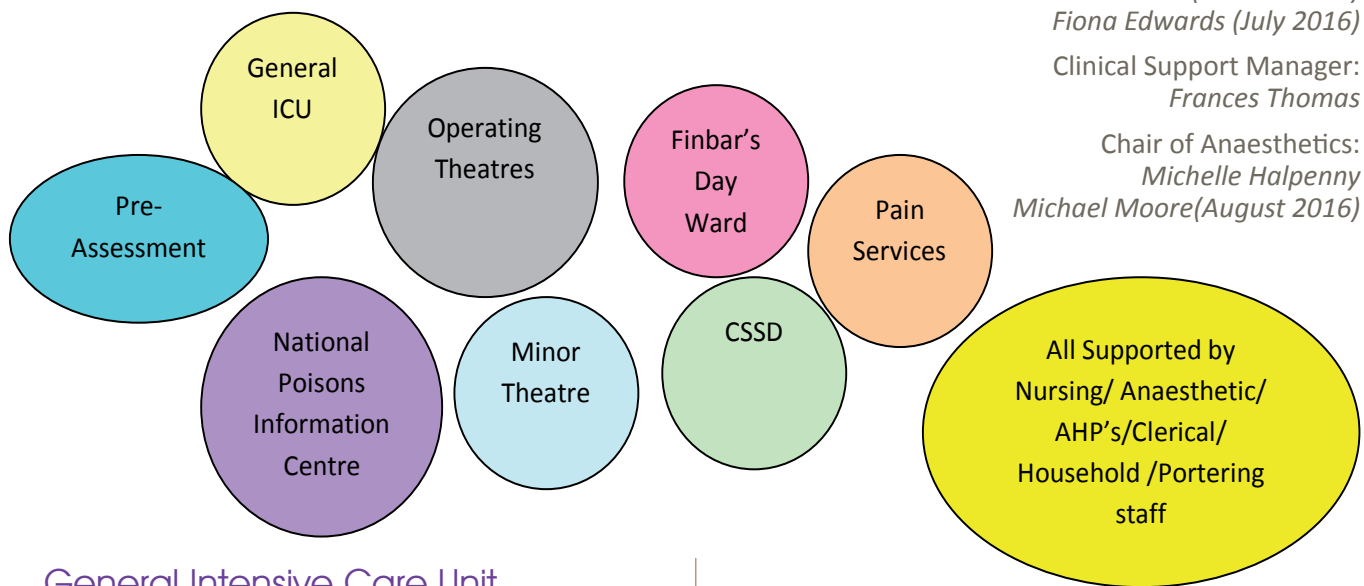 Fiona Edwards (July 2016)
Clinical Support Manager:
Frances Thomas
Chair of Anaesthetics:
Michelle Halpenny
Michael Moore(August 2016)
General
ICU
Operating
Theatres
Finbar’s
Day
Ward
Pre-
Assessment
Pain
Services
National
Poisons
Information
Centre
Minor
Theatre
CSSD
All Supported by
Nursing/ Anaesthetic/
AHP's/Clerical/
Household /Portering
staff
General Intensive Care Unit